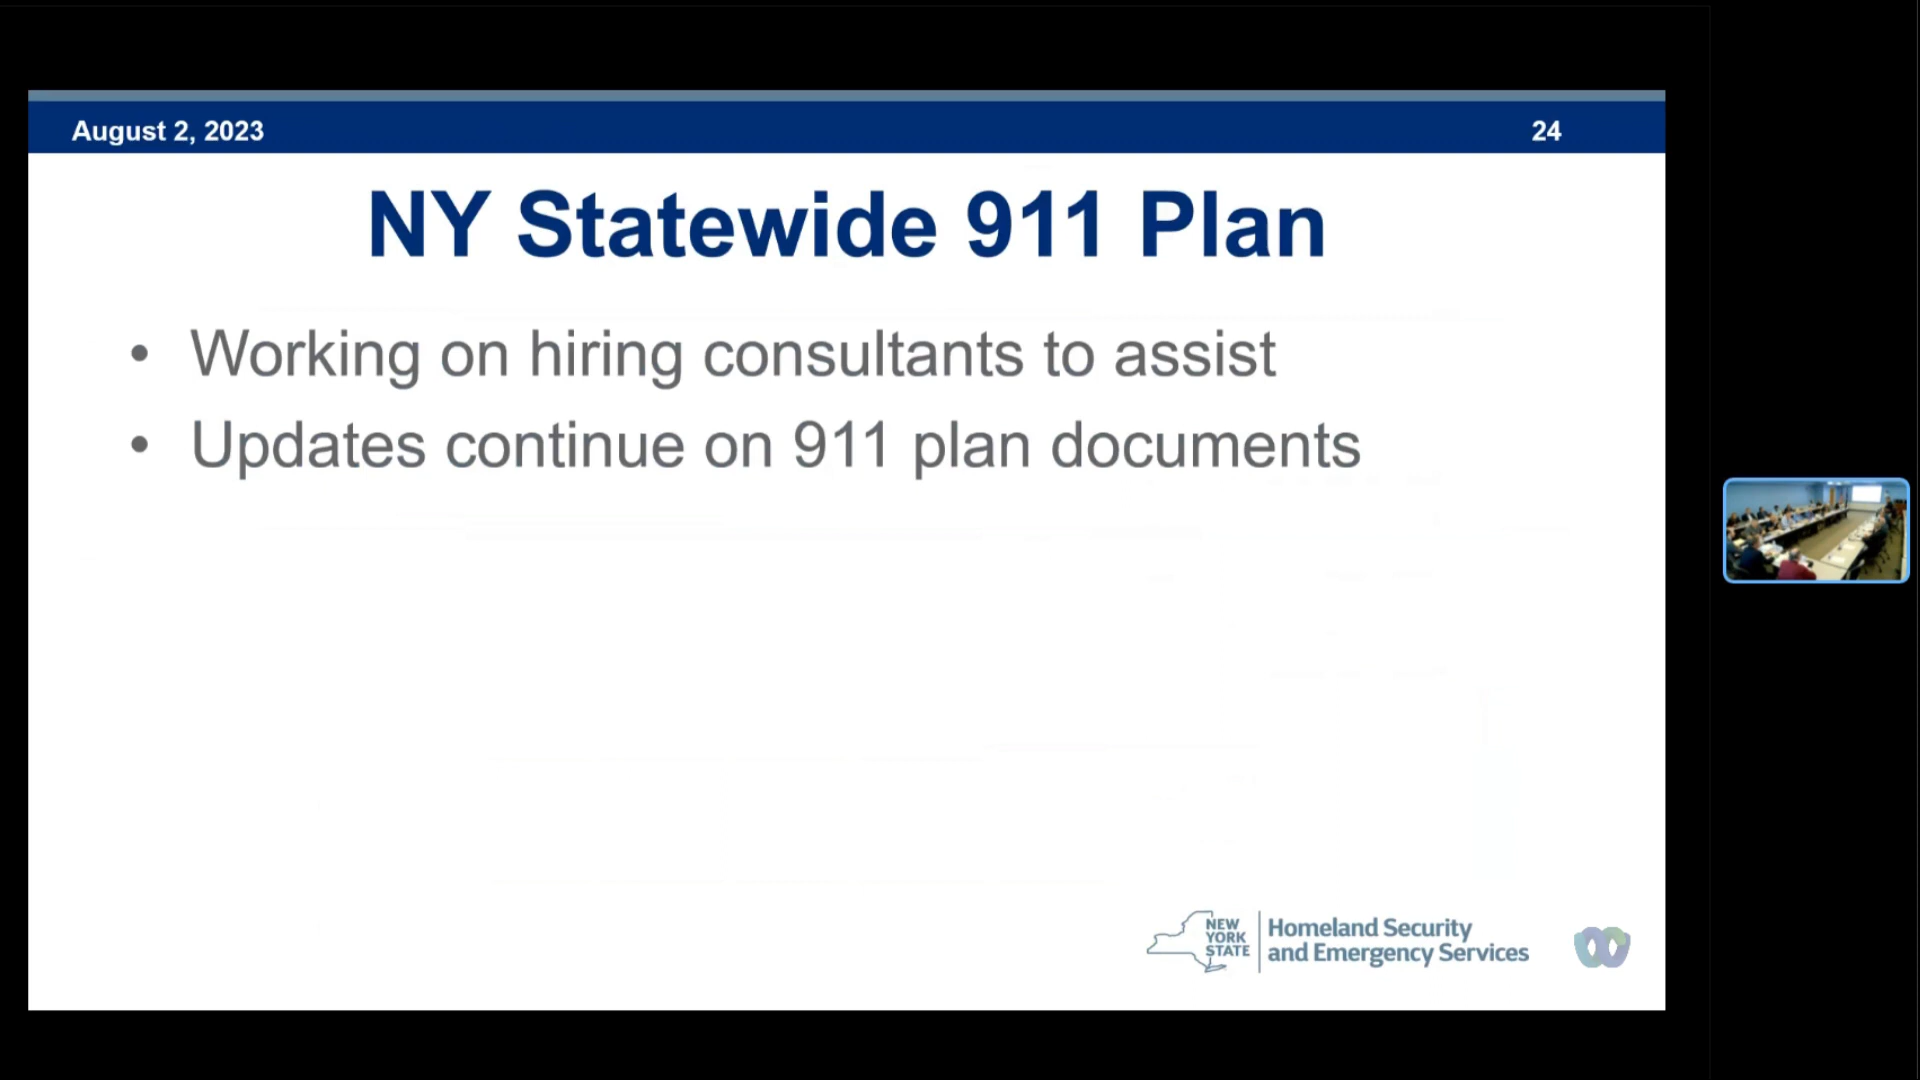 August 2, 2023
24
NY Statewide 911 Plan
• Working on hiring consultants to assist
• Updates continue on 911 plan documents
NEW
YORK
STATE
Homeland Security
and Emergency Services